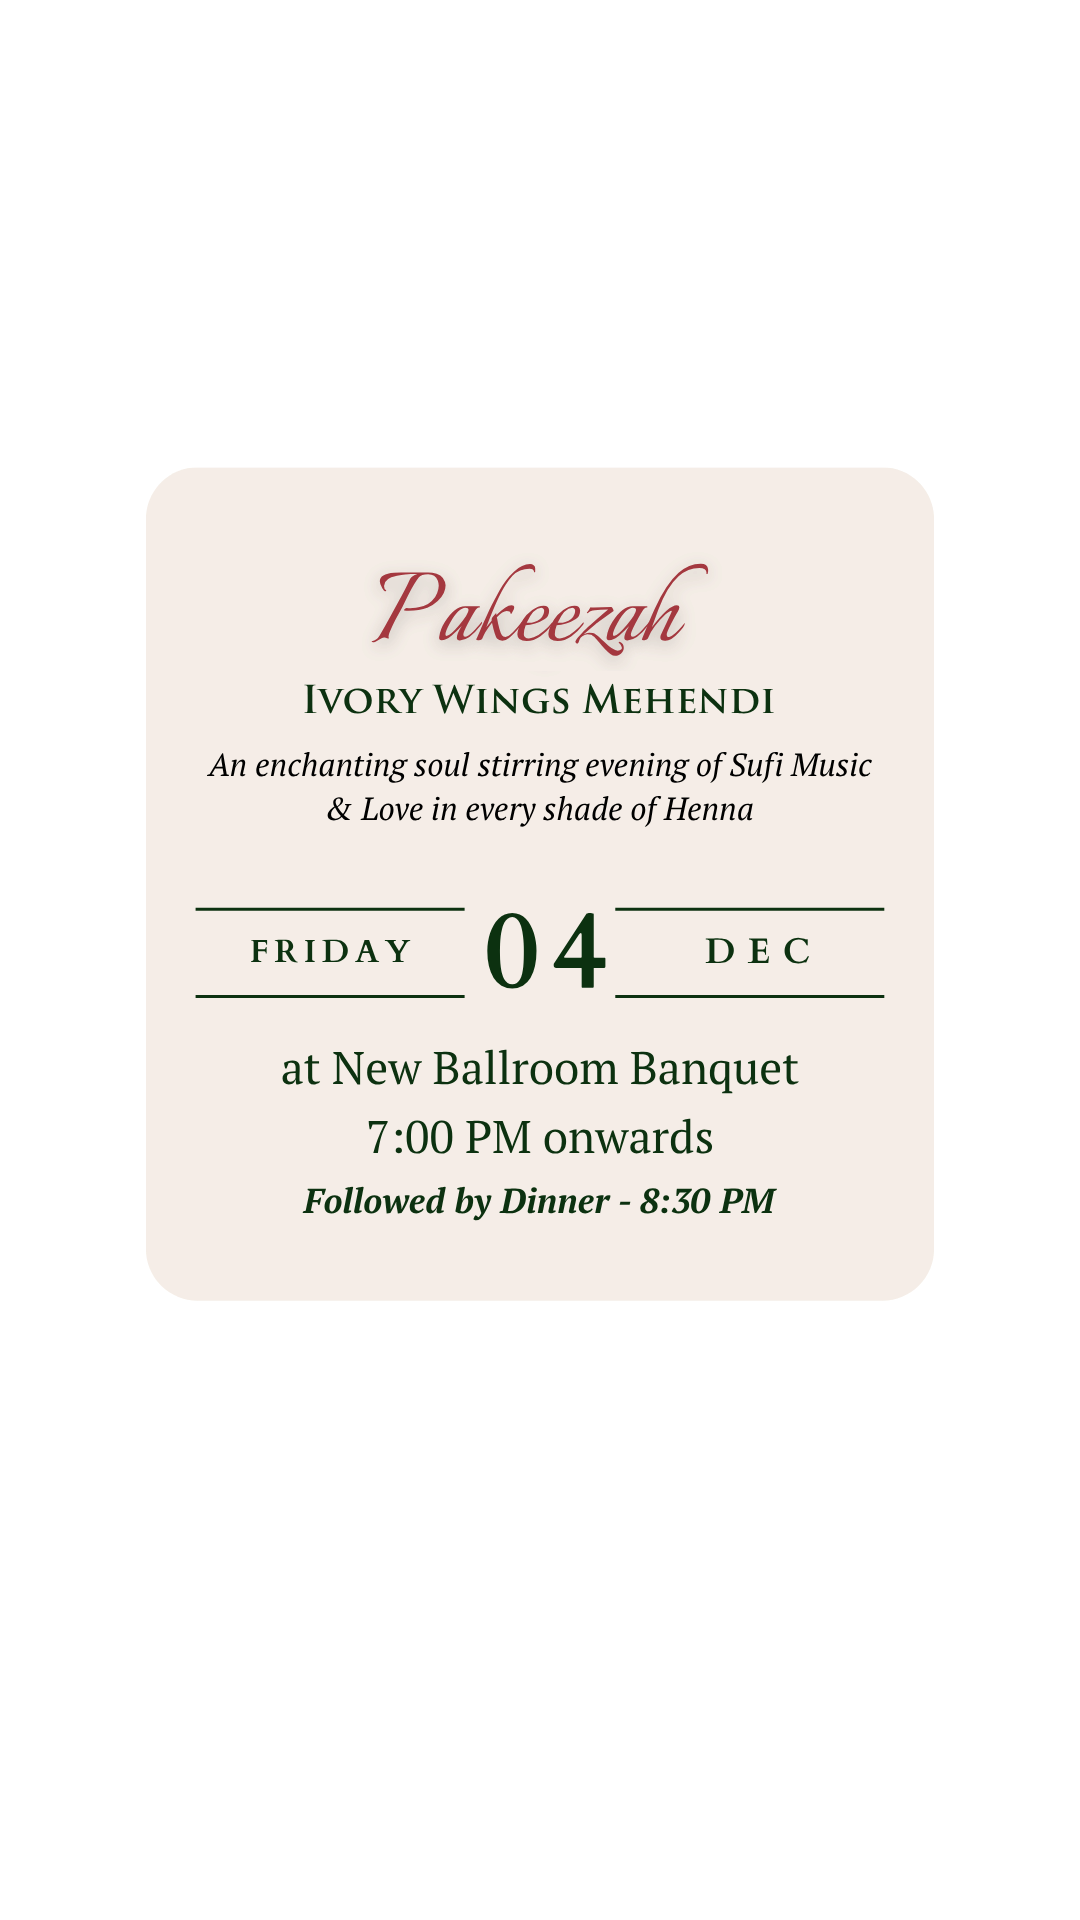 Pakeezah
Ivory Wings Mehendi
An enchanting soul stirring evening of Sufi Music
& Love in every shade of Henna
FRIDAY 04 DEC
at New Ballroom Banquet
7:00 PM onwards
Followed by Dinner - 8:30 PM